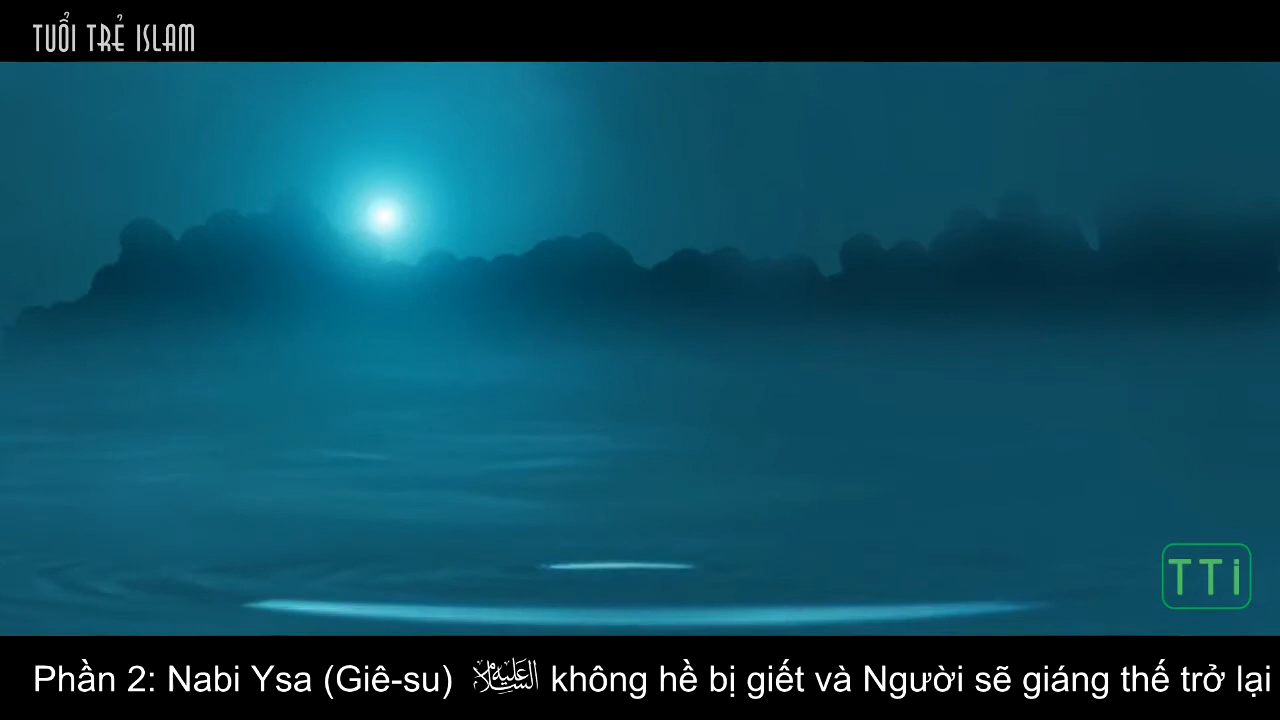 TUỔI TRẺ ISLAM
TTi
Phần 2: Nabi Ysa (Giê-su) عليه السلام không hề bị giết và Người sẽ giáng thế trở lại